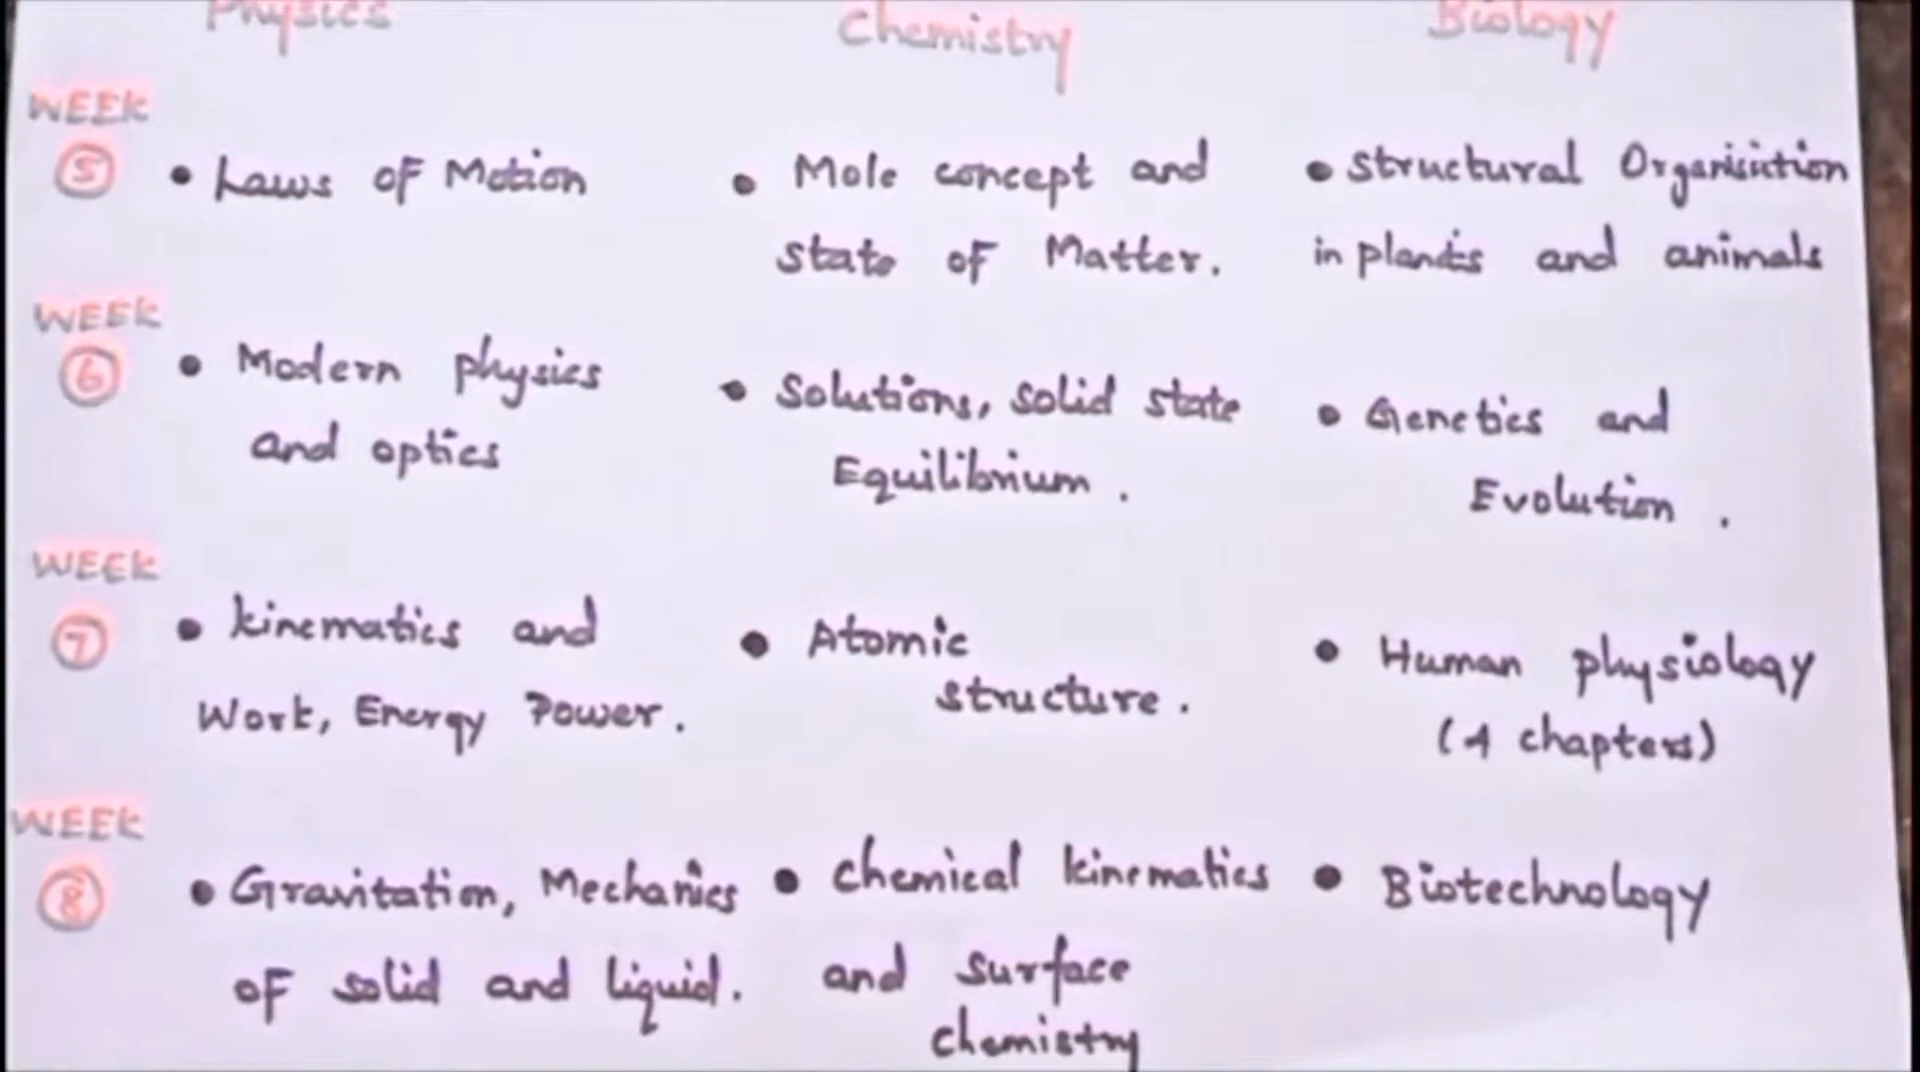 Physics Chemistry Biology
WEEK
5
• Laws of Motion
• Mole concept and
state of Matter.
• Structural Organisiation
in plants and animals
WEEK
6
• Modern physics
and optics
• Solutions, solid state
Equilibrium .
• Genetics and
Evolution .
WEEK
7
• kinematics and
Work, Energy Power.
• Atomic
structure .
• Human physiology
(4 chapters)
WEEK
8
• Gravitation, Mechanics
of solid and liquid.
• Chemical kinematics
and surface
chemistry
• Biotechnology